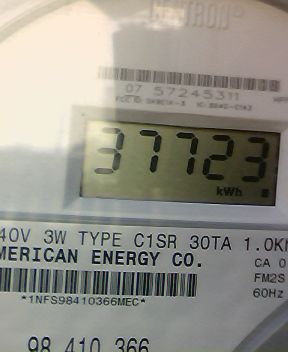 CENTRON®
07 57245311
37723
kWh
40V 3W TYPE C1SR 30TA 1.0K
MERICAN ENERGY CO.
CA 0
FM2S
60Hz
*1NFS98410366MEC*
98 410 366